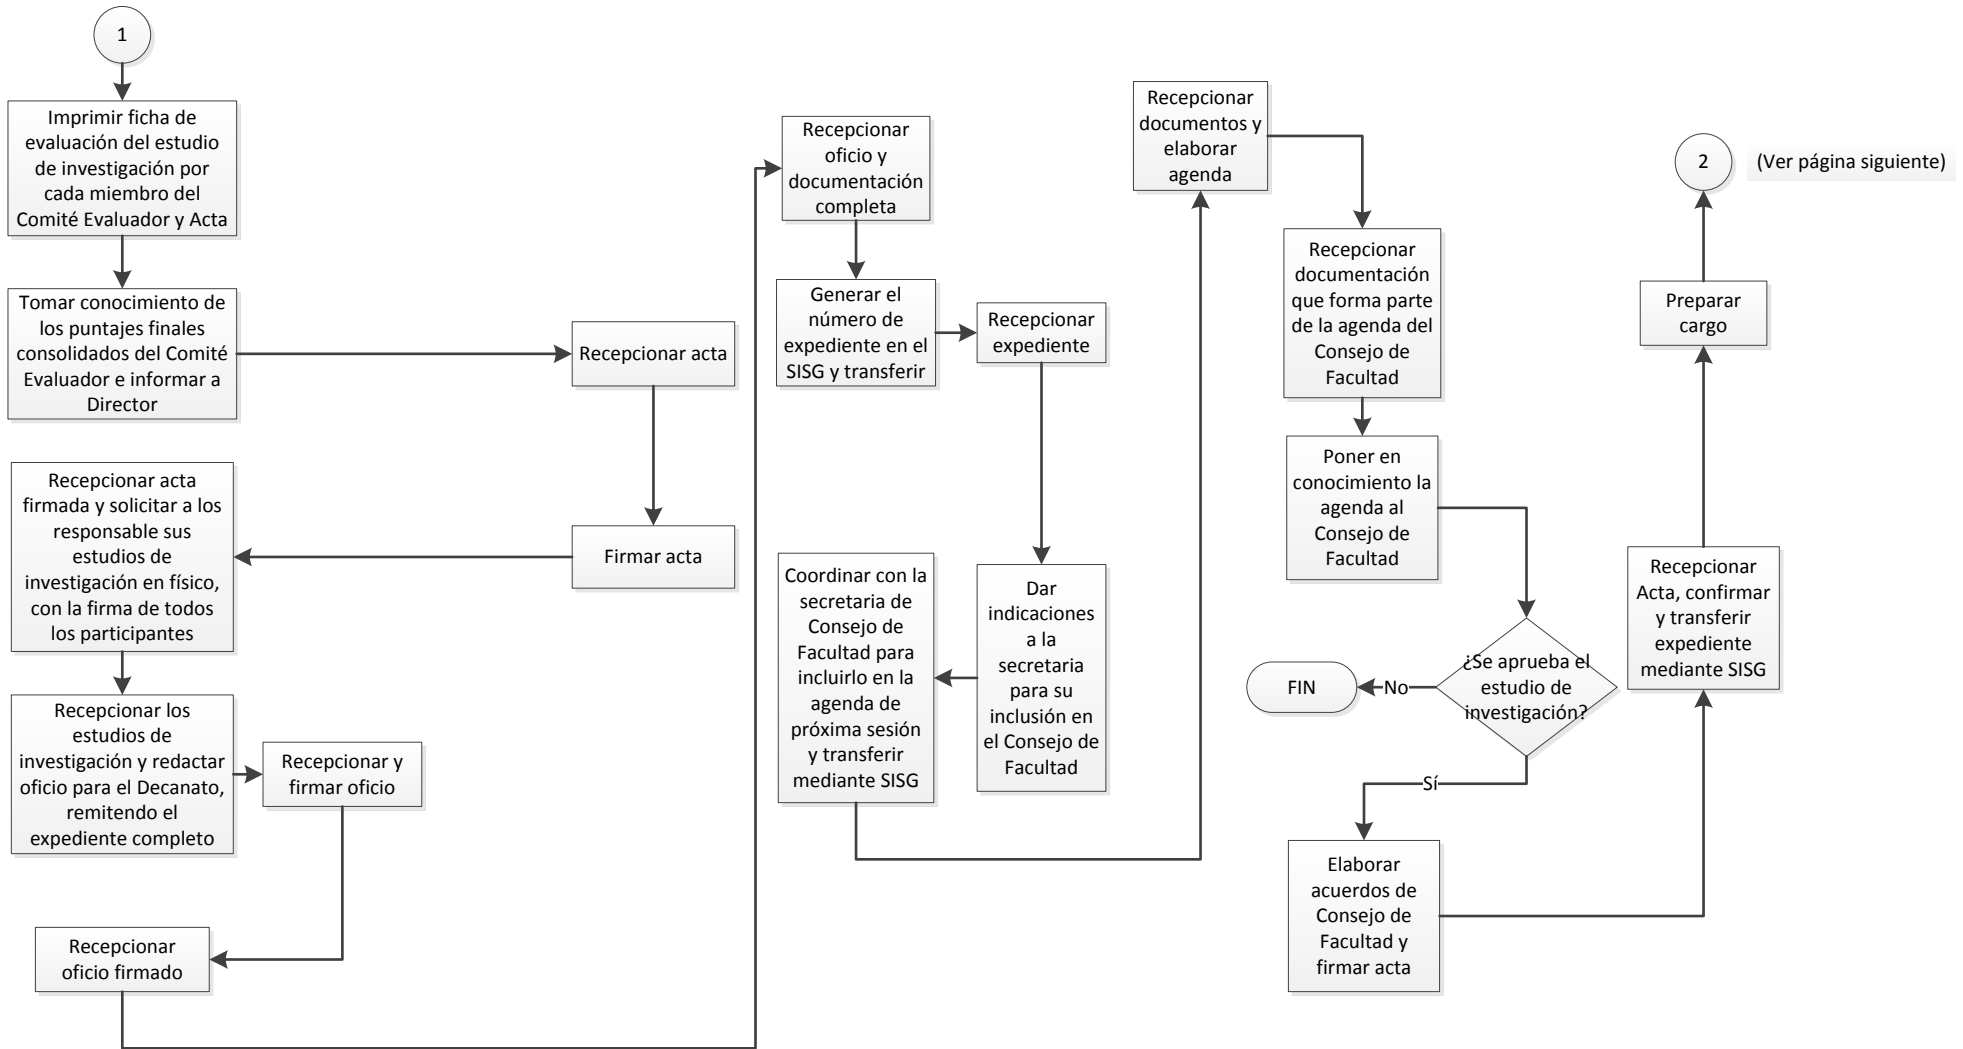 1
Imprimir ficha de
evaluación del estudio
de investigación por
cada miembro del
Comité Evaluador y Acta
Tomar conocimiento de
los puntajes finales
consolidados del Comité
Evaluador e informar a
Director
Recepcionar acta
Firmar acta
Recepcionar acta
firmada y solicitar a los
responsable sus
estudios de
investigación en físico,
con la firma de todos
los participantes
Recepcionar los
estudios de
investigación y redactar
oficio para el Decanato,
remitendo el
expediente completo
Recepcionar y
firmar oficio
Recepcionar
oficio firmado
Recepcionar
oficio y
documentación
completa
Generar el
número de
expediente en el
SISG y transferir
Recepcionar
expediente
Dar
indicaciones
a la
secretaria
para su
inclusión en
el Consejo de
Facultad
Coordinar con la
secretaria de
Consejo de
Facultad para
incluirlo en la
agenda de
próxima sesión
y transferir
mediante SISG
Recepcionar
documentos y
elaborar
agenda
Recepcionar
documentación
que forma parte
de la agenda del
Consejo de
Facultad
Poner en
conocimiento la
agenda al
Consejo de
Facultad
¿Se aprueba el
estudio de
investigación?
No
FIN
Sí
Elaborar
acuerdos de
Consejo de
Facultad y
firmar acta
Recepcionar
Acta, confirmar
y transferir
expediente
mediante SISG
Preparar
cargo
2
(Ver página siguiente)